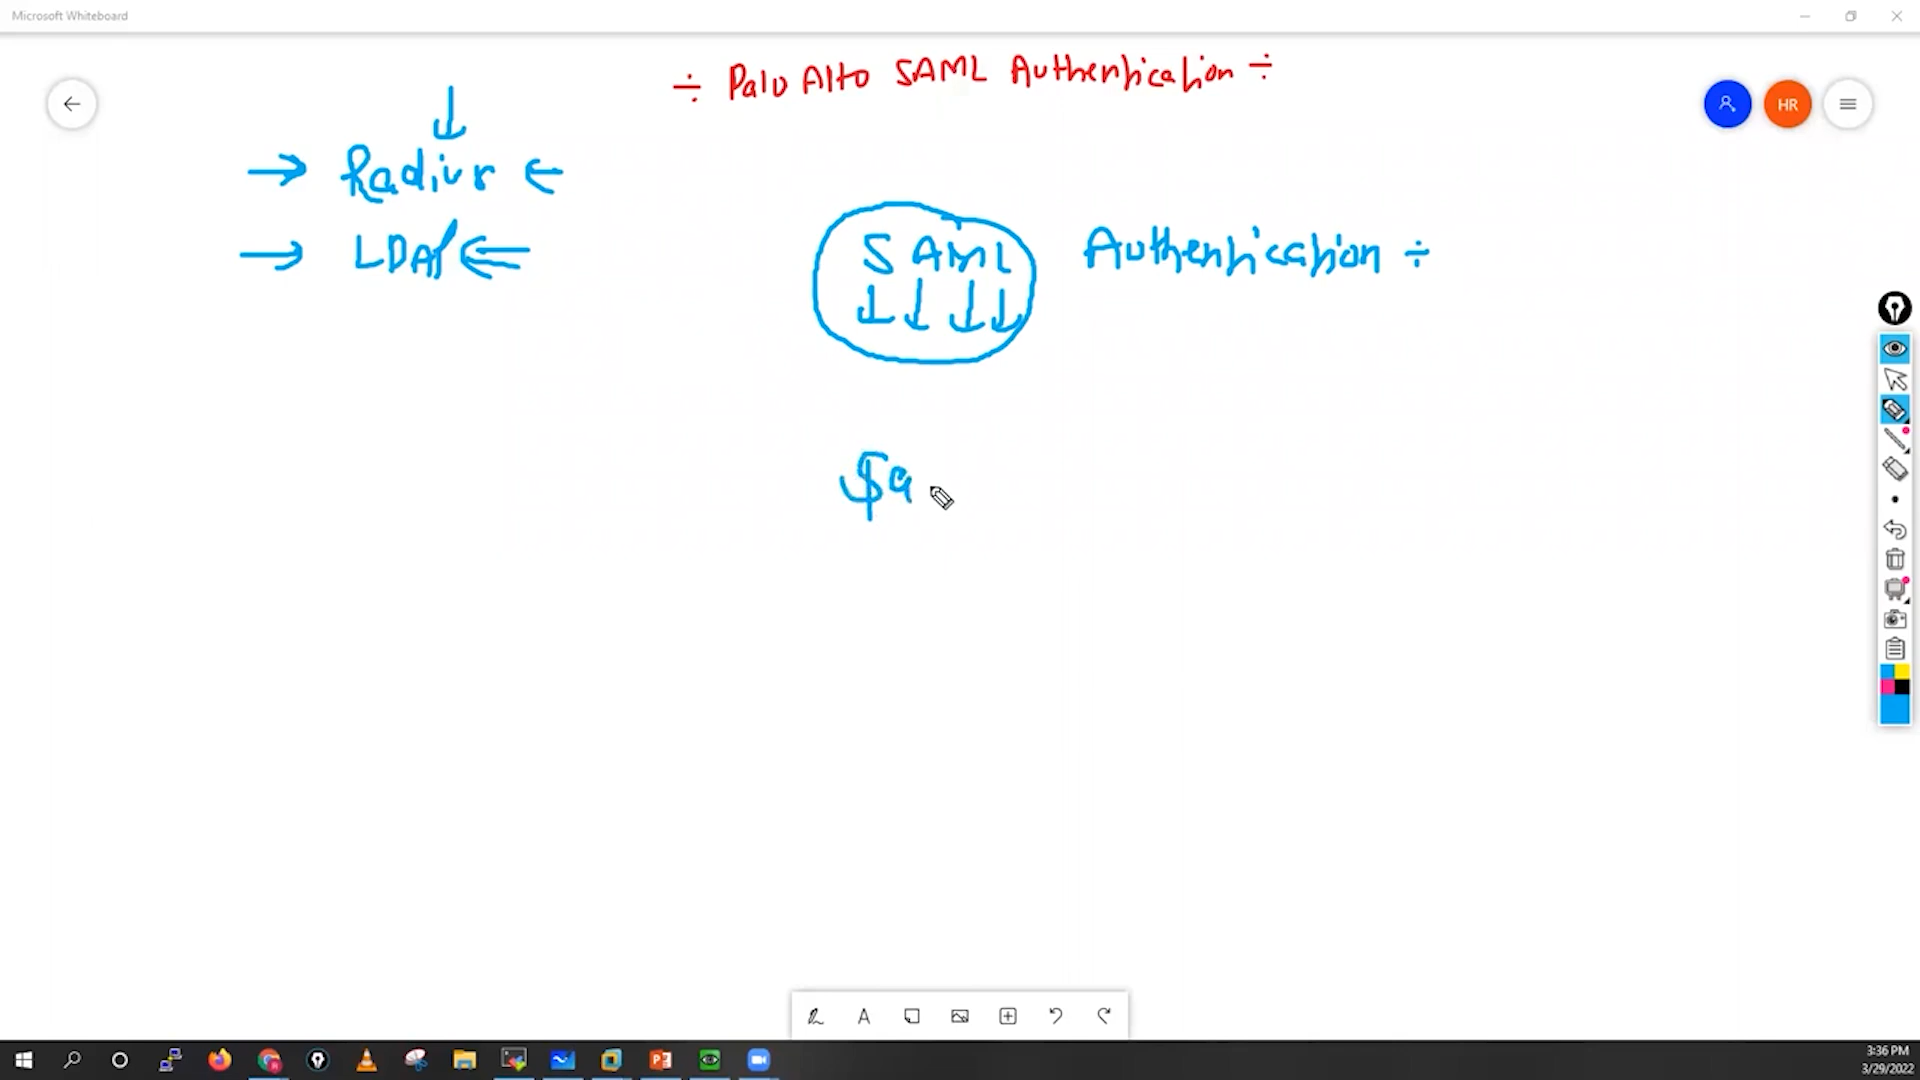 Microsoft Whiteboard
÷ Palo Alto SAML Authentication ÷
HR
→ Radius ←
→ LDAP ⇐
SAML Authentication ÷
$a
3:36 PM
3/29/2022